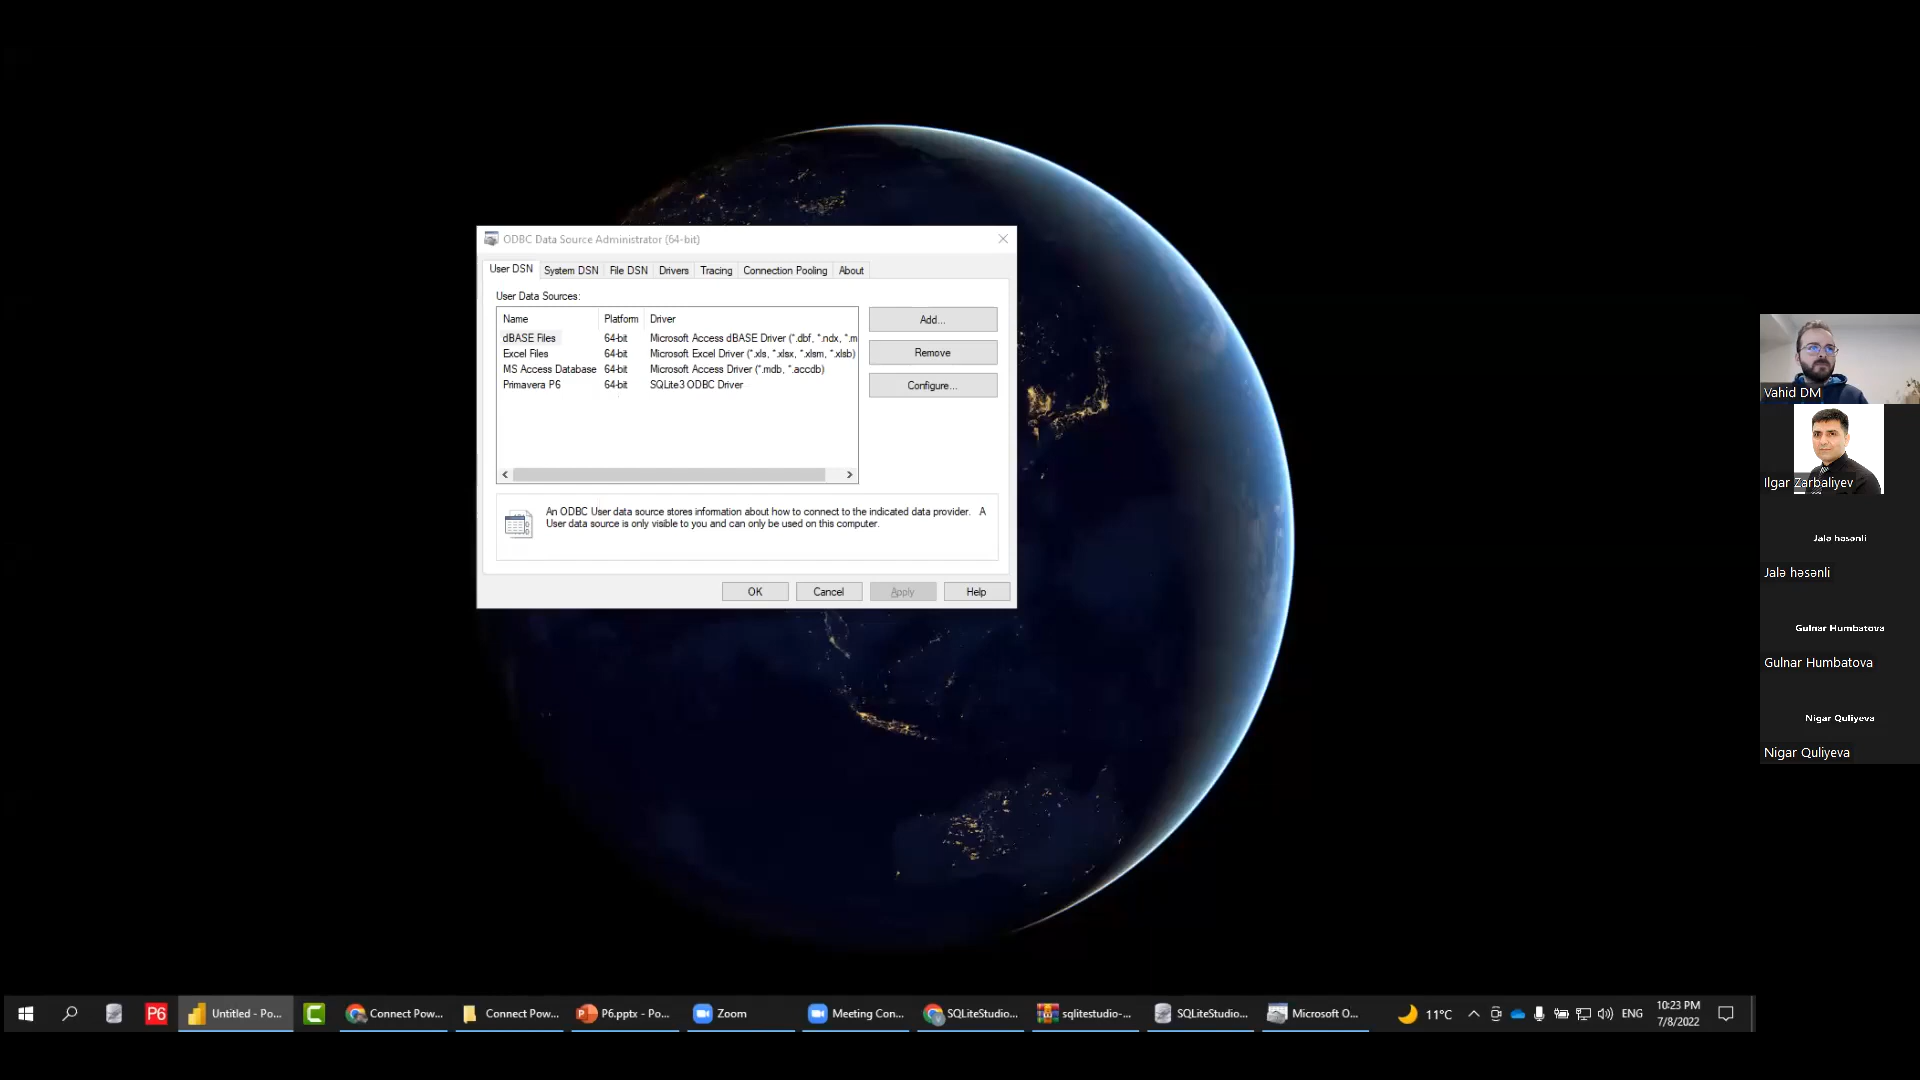 ODBC Data Source Administrator (64-bit)
User DSN System DSN File DSN Drivers Tracing Connection Pooling About
User Data Sources:
Name Platform Driver
dBASE Files 64-bit Microsoft Access dBASE Driver (*.dbf, *.ndx, *.m
Excel Files 64-bit Microsoft Excel Driver (*.xls, *.xlsx, *.xlsm, *.xlsb)
MS Access Database 64-bit Microsoft Access Driver (*.mdb, *.accdb)
Primavera P6 64-bit SQLite3 ODBC Driver
Add...
Remove
Configure...
An ODBC User data source stores information about how to connect to the indicated data provider. A
User data source is only visible to you and can only be used on this computer.
OK Cancel Apply Help
Vahid DM
Ilgar Zarbaliyev
Jalə həsənli
Jalə həsənli
Gulnar Humbatova
Gulnar Humbatova
Nigar Quliyeva
Nigar Quliyeva
P6 Untitled - Po... Connect Pow... Connect Pow... P6.pptx - Po... Zoom Meeting Con... SQLiteStudio... sqlitestudio-... SQLiteStudio... Microsoft O... 11°C ENG
10:23 PM
7/8/2022